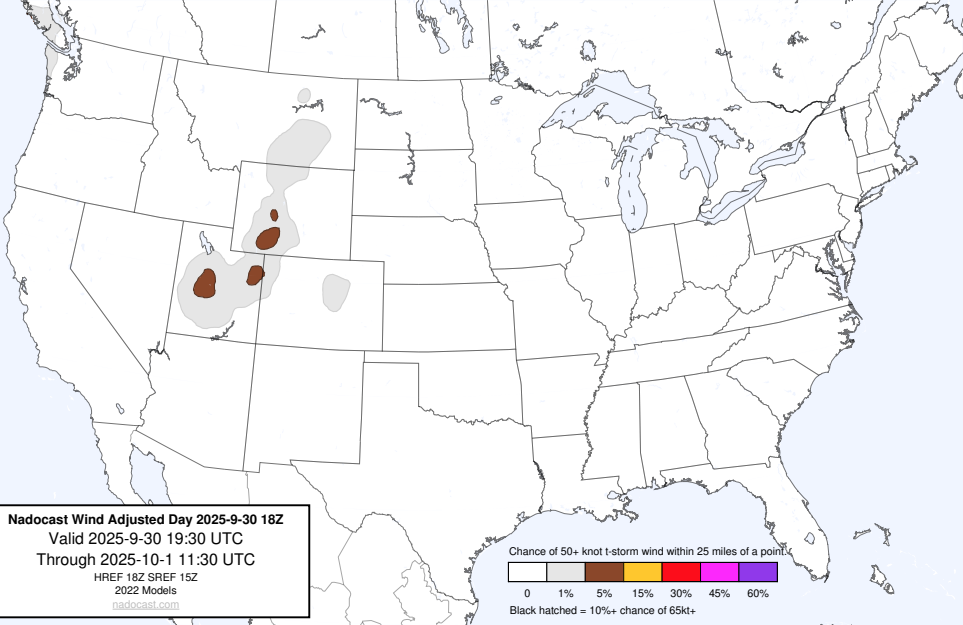 Nadocast Wind Adjusted Day 2025-9-30 18Z
Valid 2025-9-30 19:30 UTC
Through 2025-10-1 11:30 UTC
HREF 18Z SREF 15Z
2022 Models
nadocast.com
Chance of 50+ knot t-storm wind within 25 miles of a point.
0 1% 5% 15% 30% 45% 60%
Black hatched = 10%+ chance of 65kt+